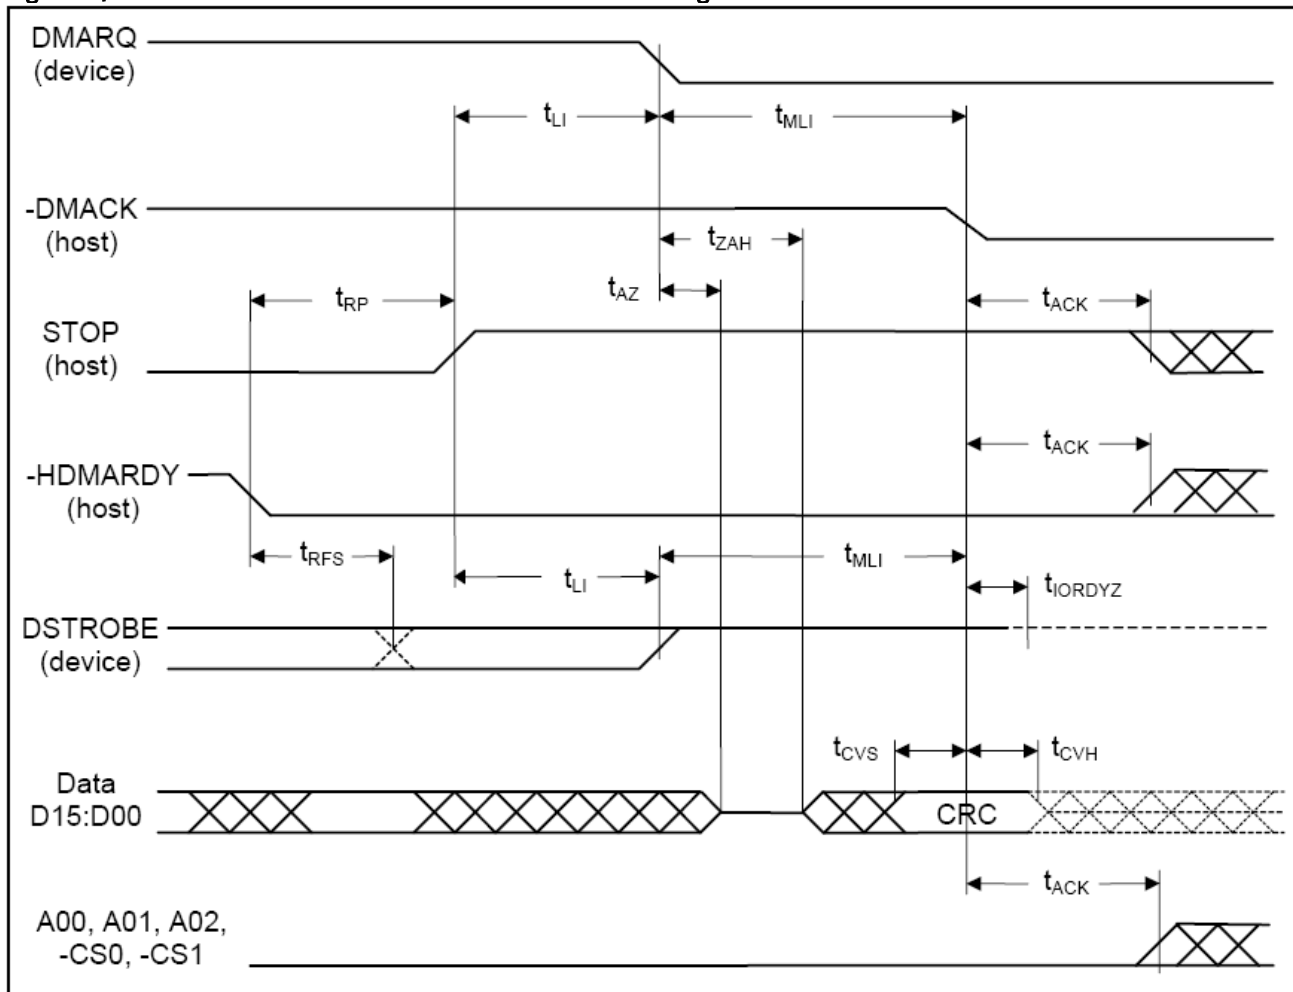 DMARQ
(device)
tLI
tMLI
-DMACK
(host)
tZAH
tAZ
tRP
tACK
STOP
(host)
tACK
-HDMARDY
(host)
tRFS
tLI
tMLI
tIORDYZ
DSTROBE
(device)
tCVS
tCVH
Data
D15:D00
CRC
tACK
A00, A01, A02,
-CS0, -CS1